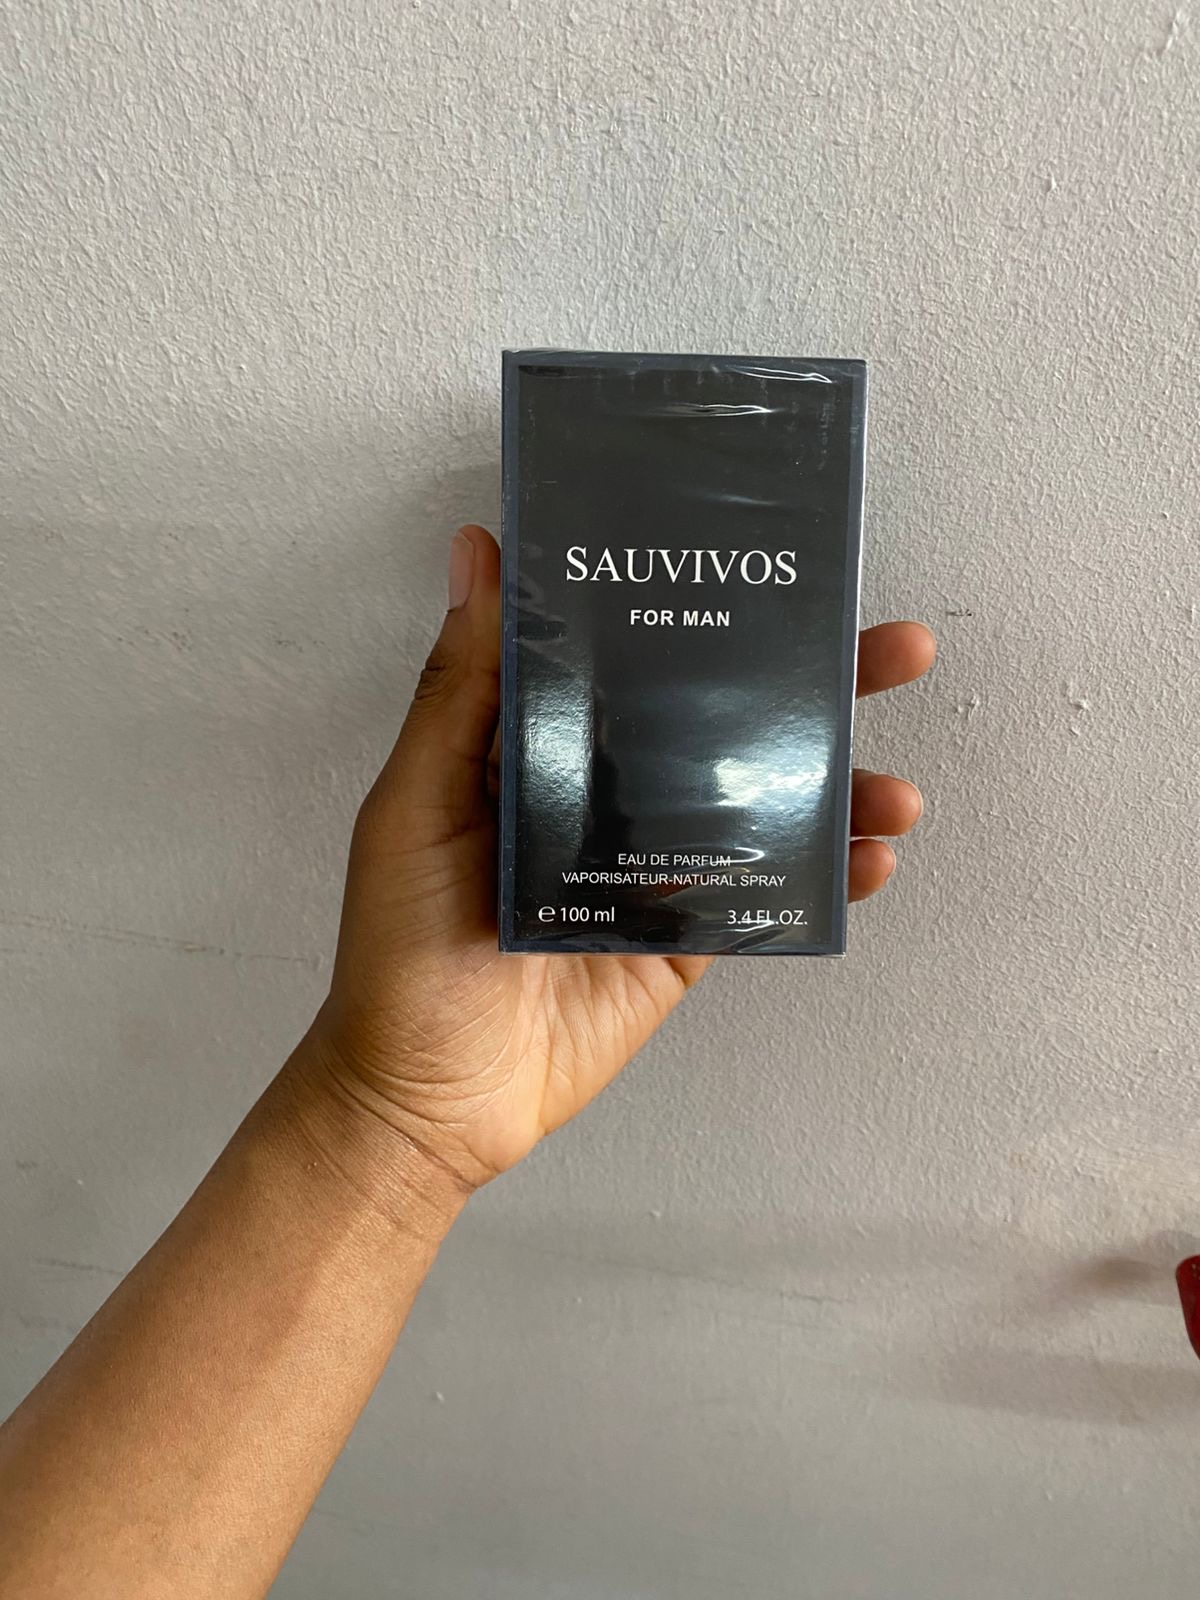 SAUVIVOS
FOR MAN
EAU DE PARFUM
VAPORISATEUR-NATURAL SPRAY
℮ 100 ml 3.4 FL.OZ.